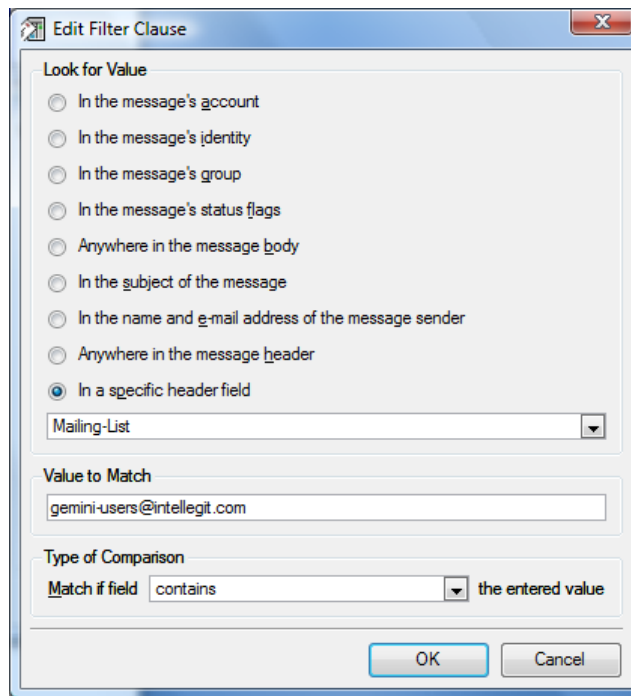 Edit Filter Clause
Look for Value
In the message's account
In the message's identity
In the message's group
In the message's status flags
Anywhere in the message body
In the subject of the message
In the name and e-mail address of the message sender
Anywhere in the message header
In a specific header field
Mailing-List
Value to Match
gemini-users@intellegit.com
Type of Comparison
Match if field contains the entered value
OK Cancel